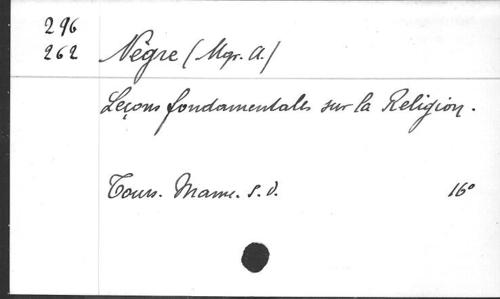 296
262 Nègre (Mgr. A.)
Leçons fondamentales sur la Religion.
Tours. Mame. s. d. 16°